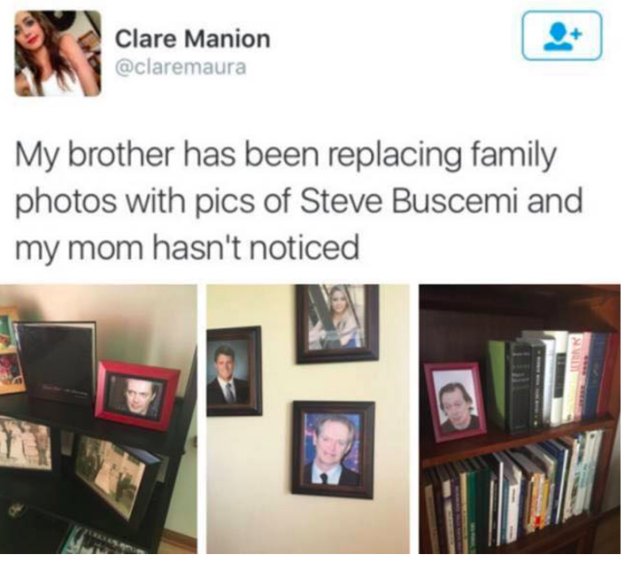 Clare Manion
@claremaura
My brother has been replacing family
photos with pics of Steve Buscemi and
my mom hasn't noticed